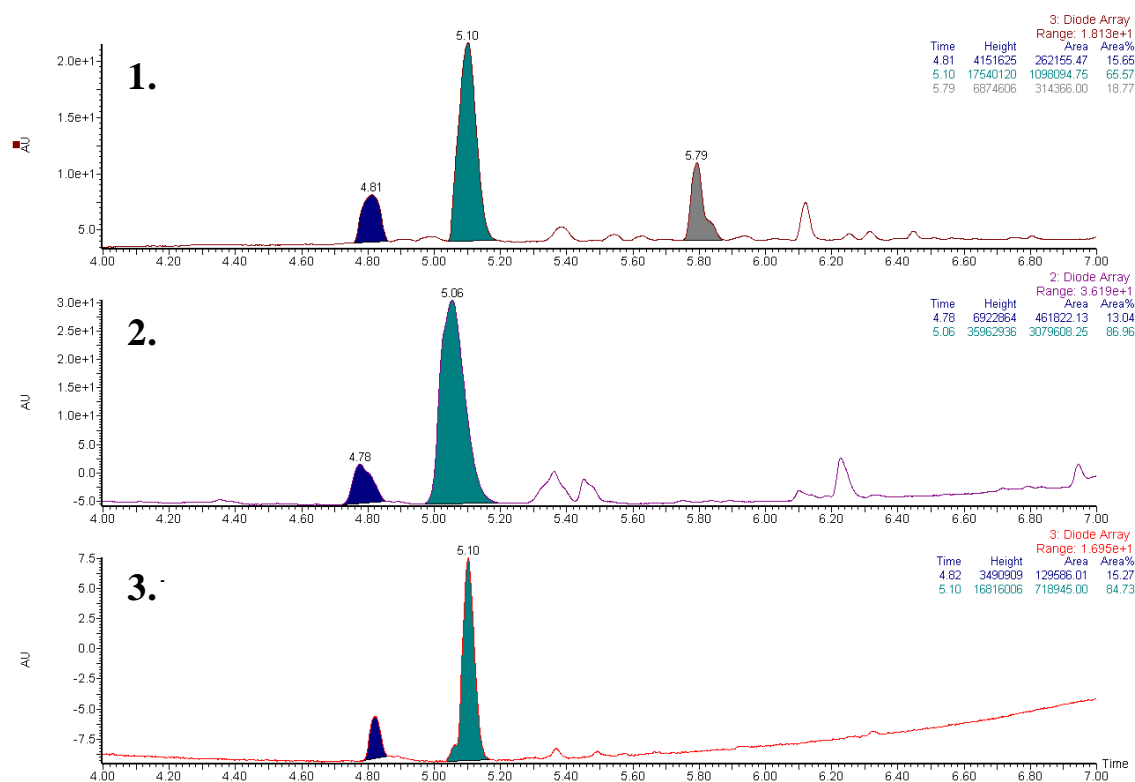 3: Diode Array
Range: 1.813e+1
Time Height Area Area%
4.81 4151625 262155.47 15.65
5.10 17540120 1098094.75 65.57
5.79 6874606 314366.00 18.77
1.
5.10
4.81
5.79
AU
2.0e+1
1.5e+1
1.0e+1
5.0
4.00 4.20 4.40 4.60 4.80 5.00 5.20 5.40 5.60 5.80 6.00 6.20 6.40 6.60 6.80 7.00
2: Diode Array
Range: 3.619e+1
Time Height Area Area%
4.78 6922864 461822.13 13.04
5.06 35962936 3079608.25 86.96
2.
5.06
4.78
AU
3.0e+1
2.5e+1
2.0e+1
1.5e+1
1.0e+1
5.0
0.0
-5.0
4.00 4.20 4.40 4.60 4.80 5.00 5.20 5.40 5.60 5.80 6.00 6.20 6.40 6.60 6.80 7.00
3: Diode Array
Range: 1.695e+1
Time Height Area Area%
4.82 3490909 129586.01 15.27
5.10 16816006 718945.00 84.73
3.
5.10
AU
7.5
5.0
2.5
0.0
-2.5
-5.0
-7.5
4.00 4.20 4.40 4.60 4.80 5.00 5.20 5.40 5.60 5.80 6.00 6.20 6.40 6.60 6.80 7.00 Time